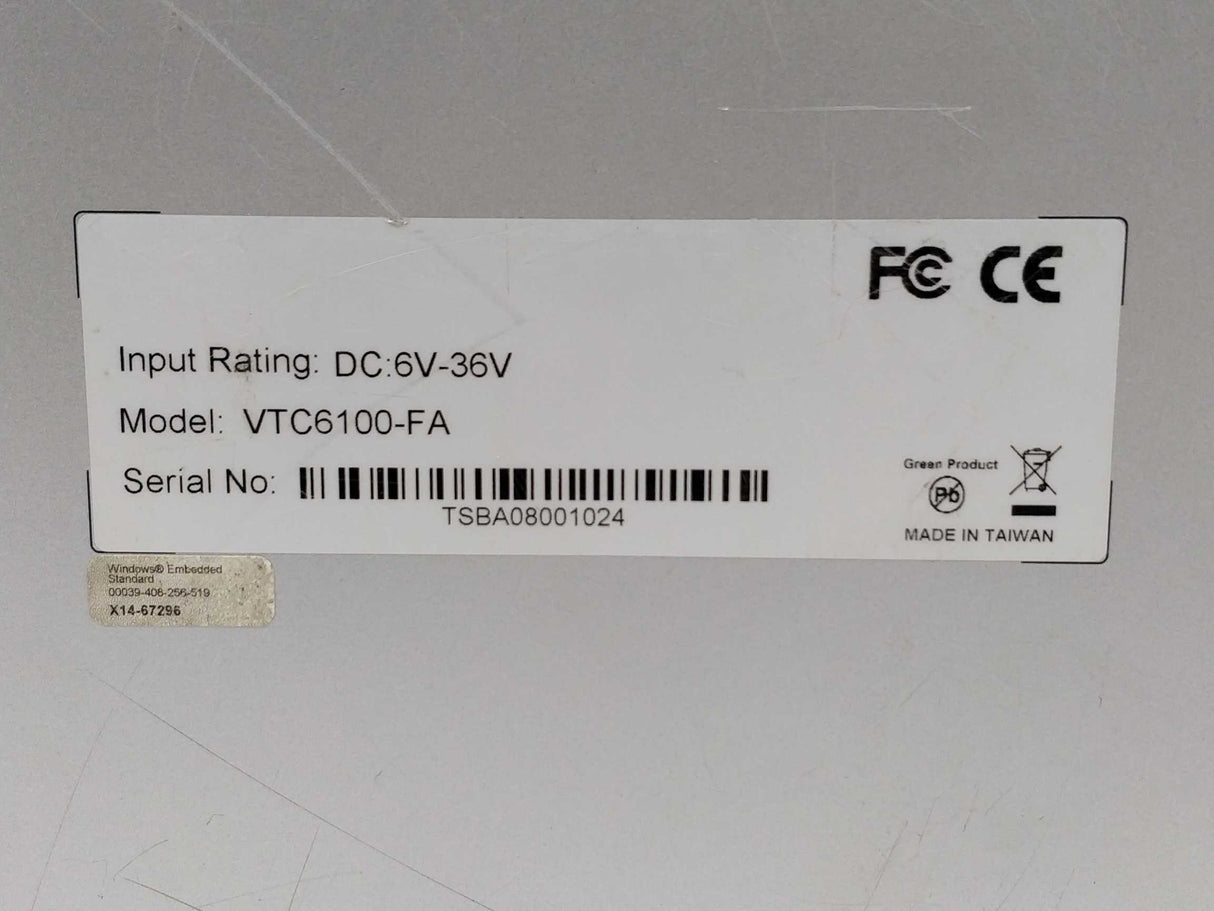 FC CE
Input Rating: DC:6V-36V
Model: VTC6100-FA
Serial No:
TSBA08001024
Green Product
Pb
MADE IN TAIWAN
Windows® Embedded
Standard
00039-408-256-519
X14-67296